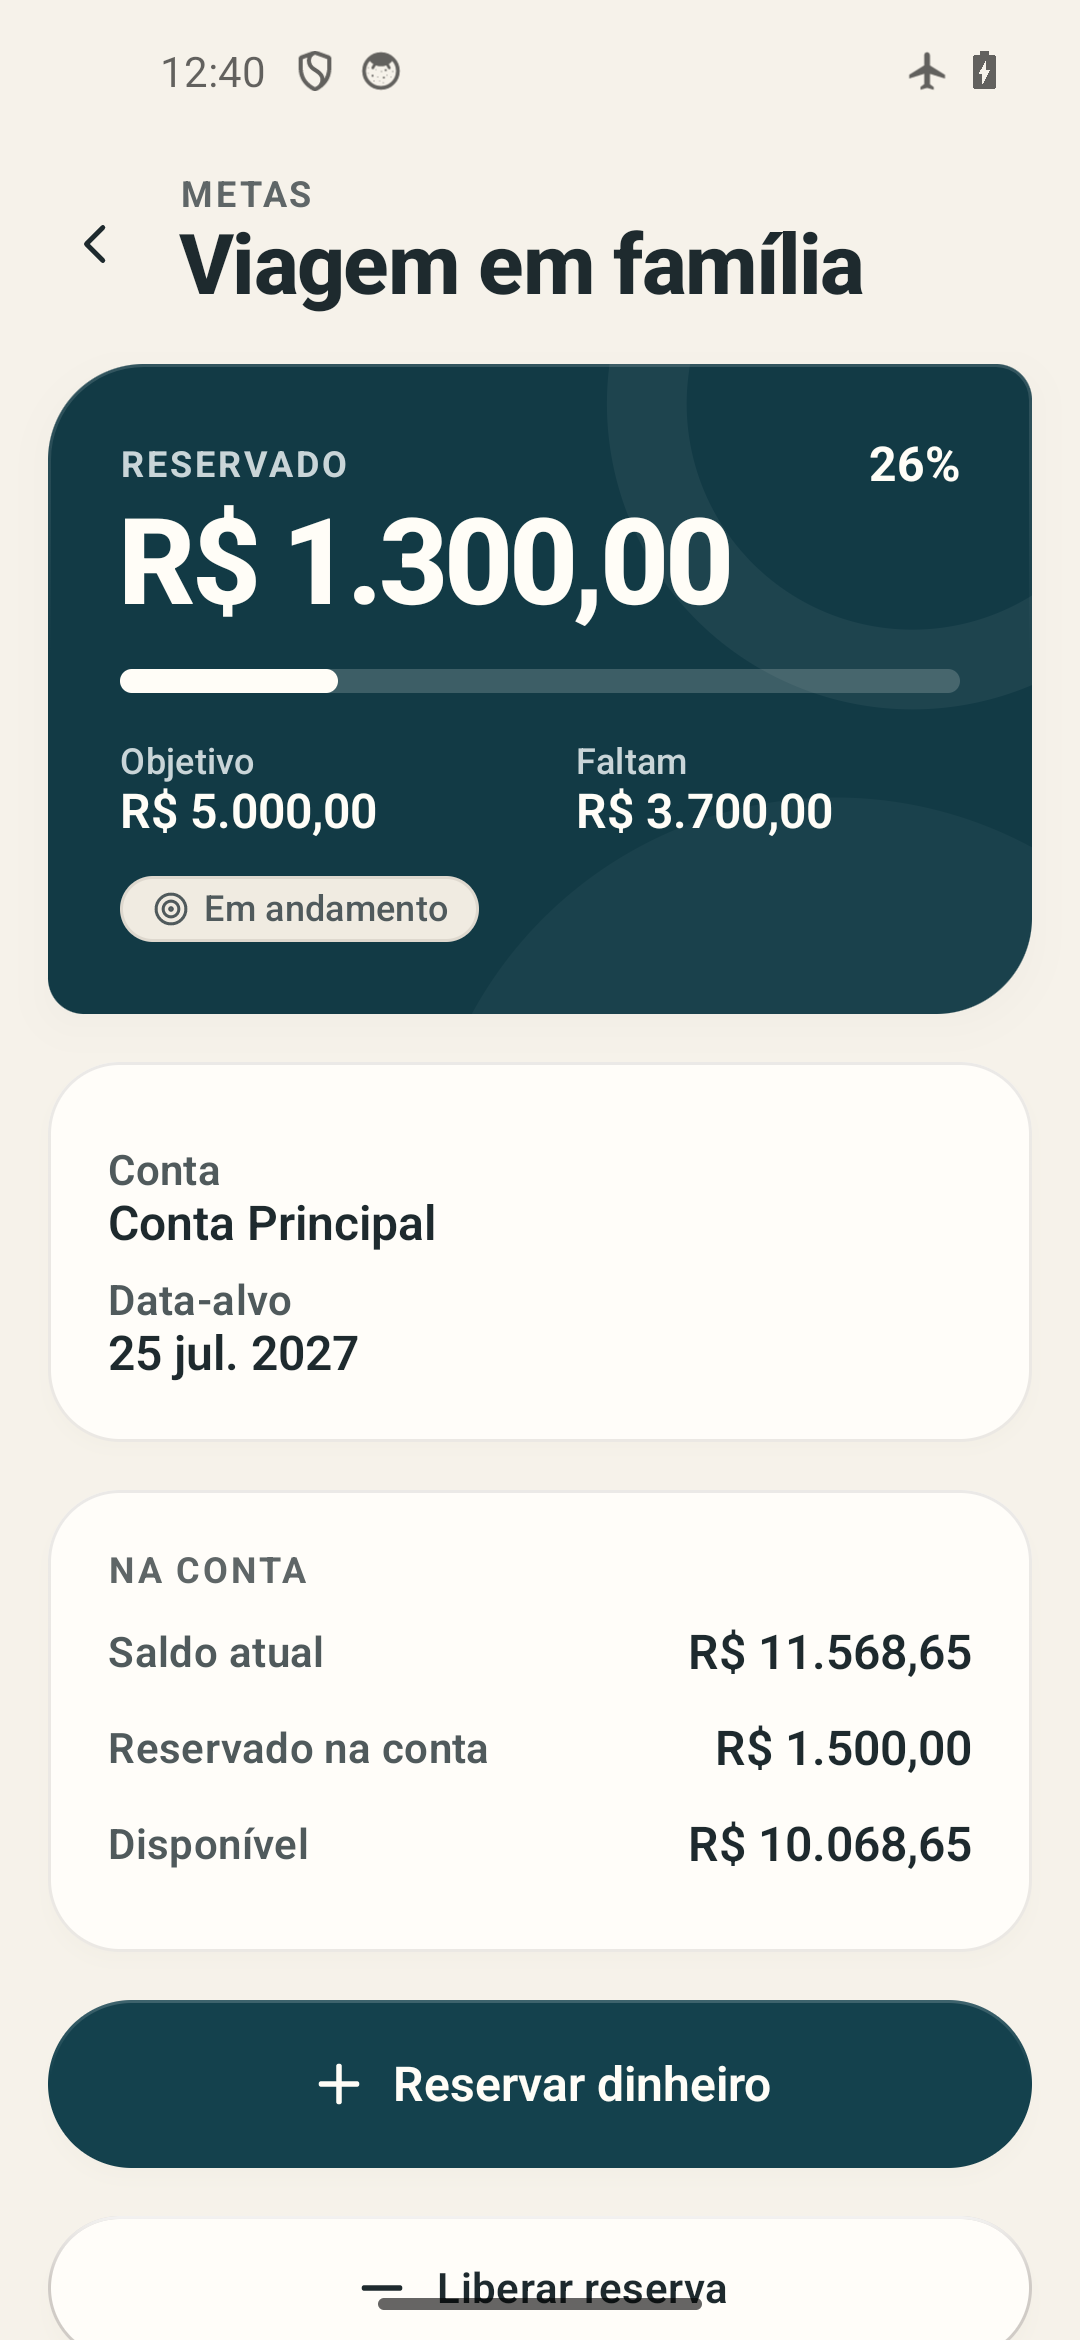 12:40
METAS
Viagem em família
RESERVADO
26%
R$ 1.300,00
Objetivo
Faltam
R$ 5.000,00
R$ 3.700,00
Em andamento
Conta
Conta Principal
Data-alvo
25 jul. 2027
NA CONTA
Saldo atual
R$ 11.568,65
Reservado na conta
R$ 1.500,00
Disponível
R$ 10.068,65
Reservar dinheiro
Liberar reserva